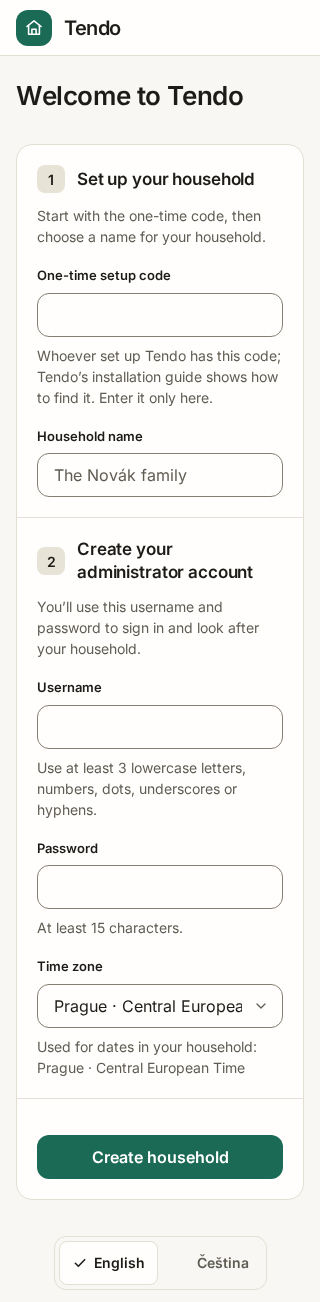 Tendo
Welcome to Tendo
1 Set up your household
Start with the one-time code, then
choose a name for your household.
One-time setup code
Whoever set up Tendo has this code;
Tendo’s installation guide shows how
to find it. Enter it only here.
Household name
The Novák family
2 Create your
administrator account
You’ll use this username and
password to sign in and look after
your household.
Username
Use at least 3 lowercase letters,
numbers, dots, underscores or
hyphens.
Password
At least 15 characters.
Time zone
Prague · Central Europea
Used for dates in your household:
Prague · Central European Time
Create household
English Čeština